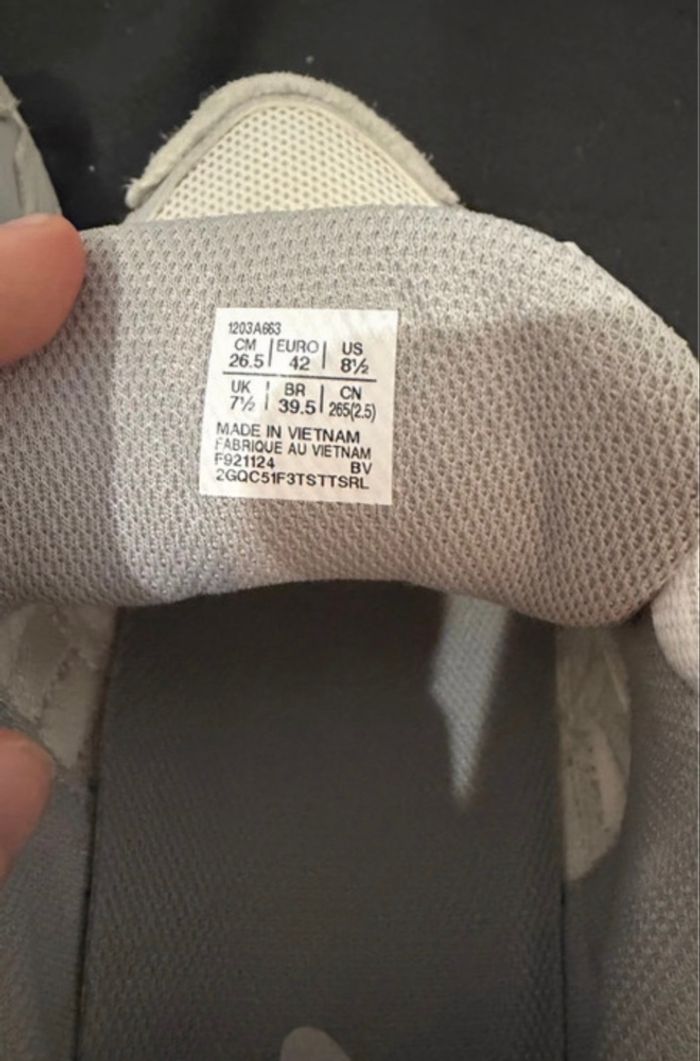 1203A663
CM | EURO | US
26.5 | 42 | 8½
UK | BR | CN
7½ | 39.5 | 265(2.5)
MADE IN VIETNAM
FABRIQUE AU VIETNAM
F921124 BV
2GQC51F3TSTTSRL